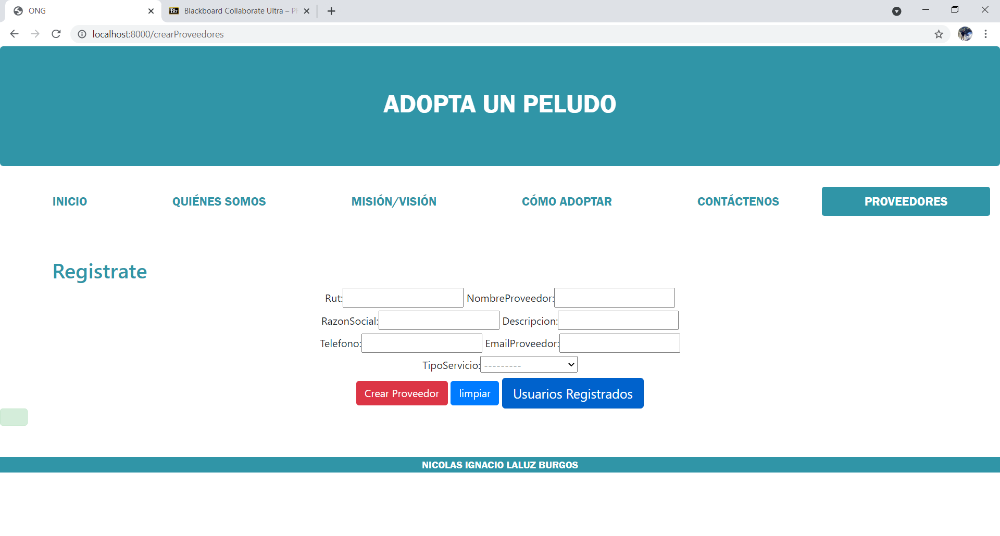 ONG
Blackboard Collaborate Ultra – P
localhost:8000/crearProveedores
ADOPTA UN PELUDO
INICIO QUIÉNES SOMOS MISIÓN/VISIÓN CÓMO ADOPTAR CONTÁCTENOS PROVEEDORES
Registrate
Rut: NombreProveedor:
RazonSocial: Descripcion:
Telefono: EmailProveedor:
TipoServicio: ---------
Crear Proveedor limpiar Usuarios Registrados
NICOLAS IGNACIO LALUZ BURGOS